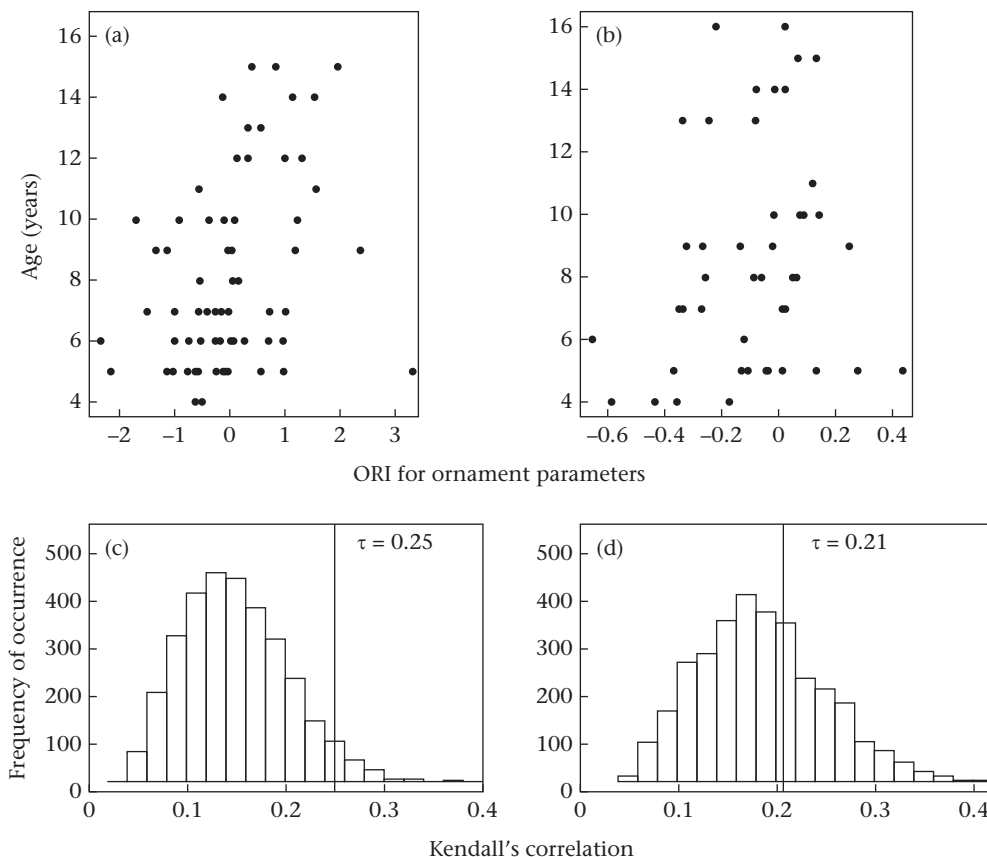 (a)
16
14
12
10
8
6
4
Age (years)
−2 −1 0 1 2 3
(b)
16
14
12
10
8
6
4
−0.6 −0.4 −0.2 0 0.2 0.4
ORI for ornament parameters
(c)
τ = 0.25
500
400
300
200
100
0
Frequency of occurrence
0 0.1 0.2 0.3 0.4
(d)
τ = 0.21
500
400
300
200
100
0
0 0.1 0.2 0.3 0.4
Kendall's correlation